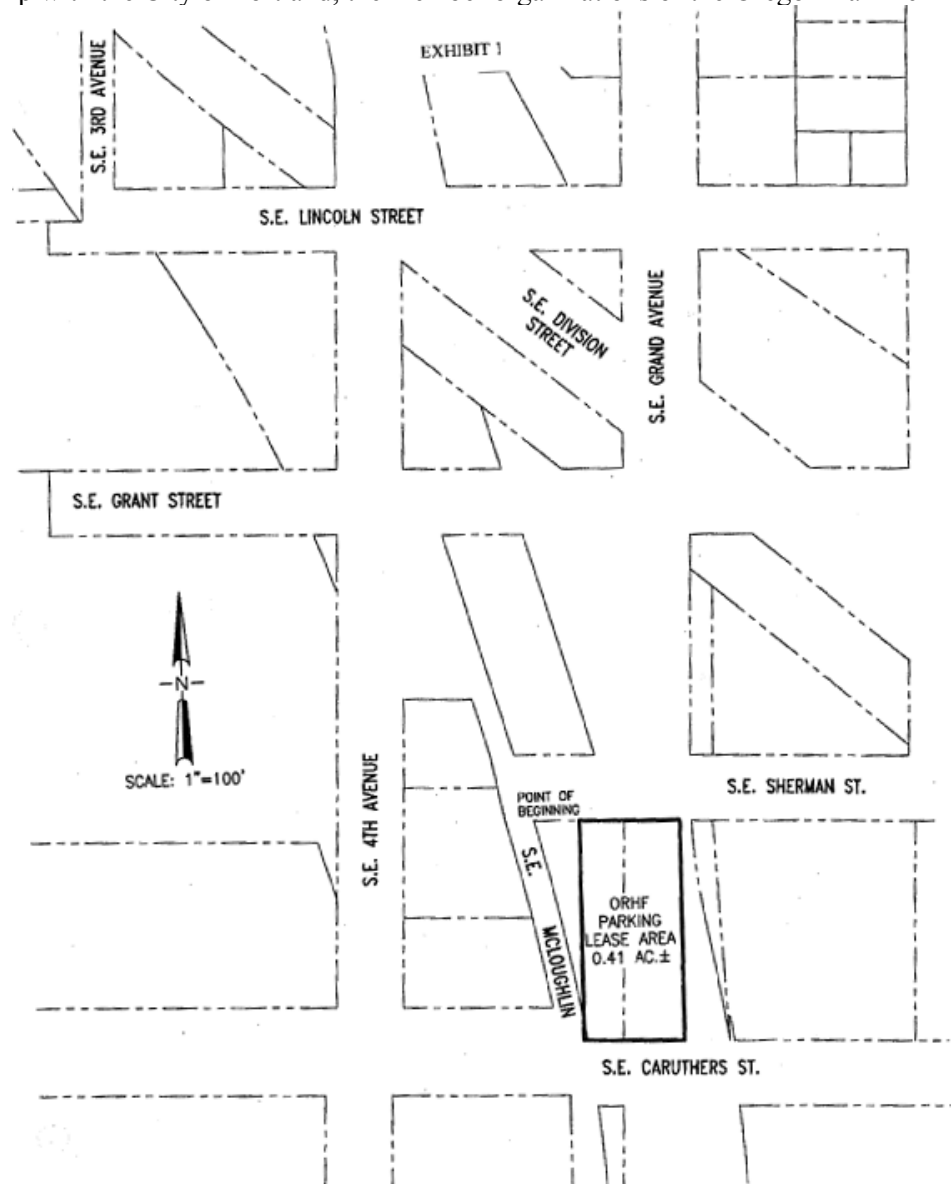 EXHIBIT 1
S.E. 3RD AVENUE
S.E. LINCOLN STREET
S.E. DIVISION
STREET
S.E. GRAND AVENUE
S.E. GRANT STREET
N
SCALE: 1"=100'
S.E. 4TH AVENUE
S.E. SHERMAN ST.
POINT OF
BEGINNING
S.E.
MCLOUGHLIN
ORHF
PARKING
LEASE AREA
0.41 AC.±
S.E. CARUTHERS ST.